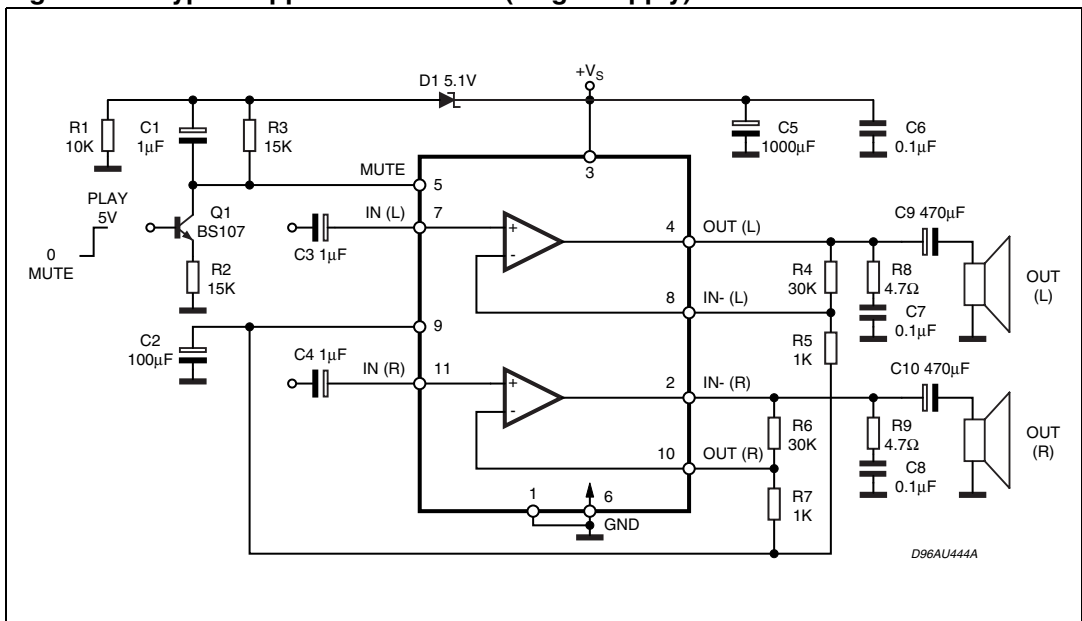 +VS
D1 5.1V
R1
10K
C1
1µF
R3
15K
C5
1000µF
C6
0.1µF
MUTE
5
3
PLAY
5V
0
MUTE
Q1
BS107
R2
15K
IN (L)
7
C3 1µF
+
-
4
OUT (L)
C9 470µF
R4
30K
R8
4.7Ω
C7
0.1µF
OUT
(L)
8
IN- (L)
R5
1K
9
C2
100µF
C4 1µF
IN (R)
11
+
-
2
IN- (R)
C10 470µF
R6
30K
R9
4.7Ω
C8
0.1µF
OUT
(R)
10
OUT (R)
R7
1K
1
6
GND
D96AU444A